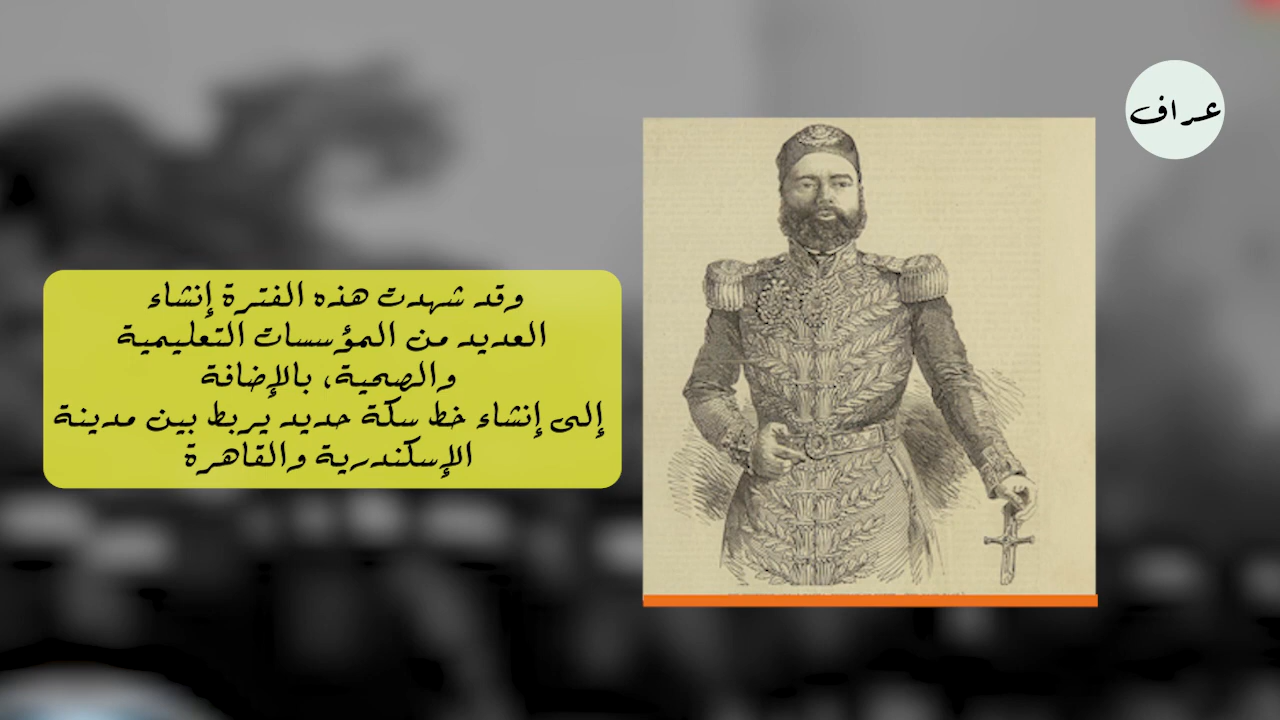 عراف
وقد شهدت هذه الفترة إنشاء
العديد من المؤسسات التعليمية
والصحية، بالإضافة
إلى إنشاء خط سكة حديد يربط بين مدينة
الإسكندرية والقاهرة